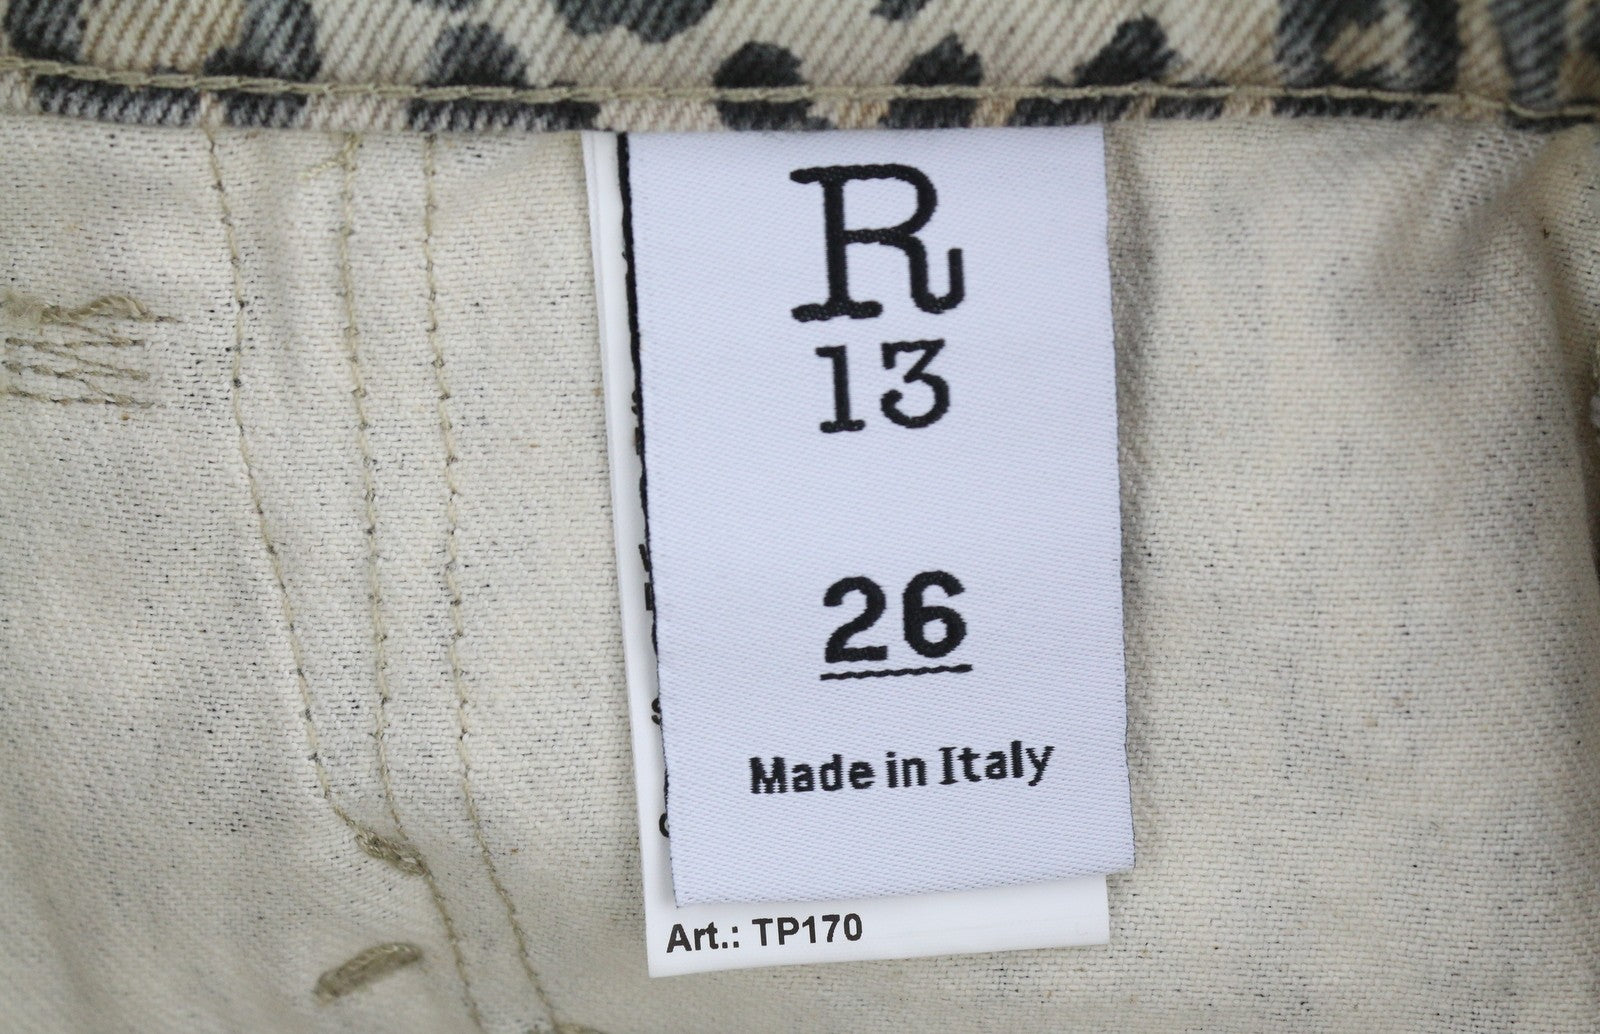 R
13
26
Made in Italy
Art.: TP170